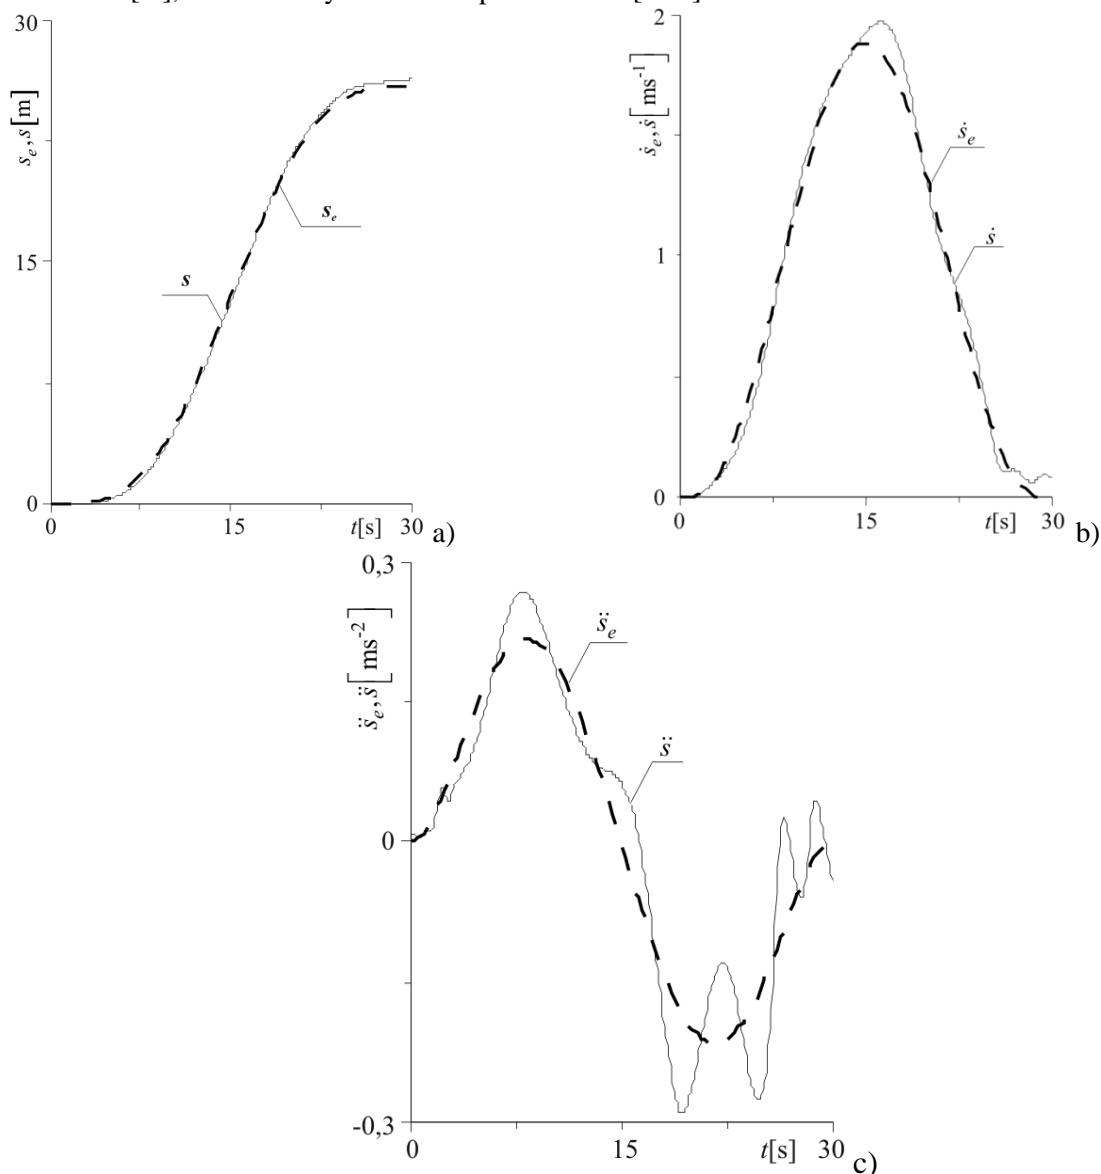 30
s_e, s[m]
s_e
15
s
0
0 15 t[s] 30 a)
2
ṡ_e, ṡ[ms⁻¹]
ṡ_e
ṡ
1
0
0 15 t[s] 30 b)
0,3
s̈_e, s̈[ms⁻²]
s̈_e
s̈
0
-0,3
0 15 t[s] 30 c)